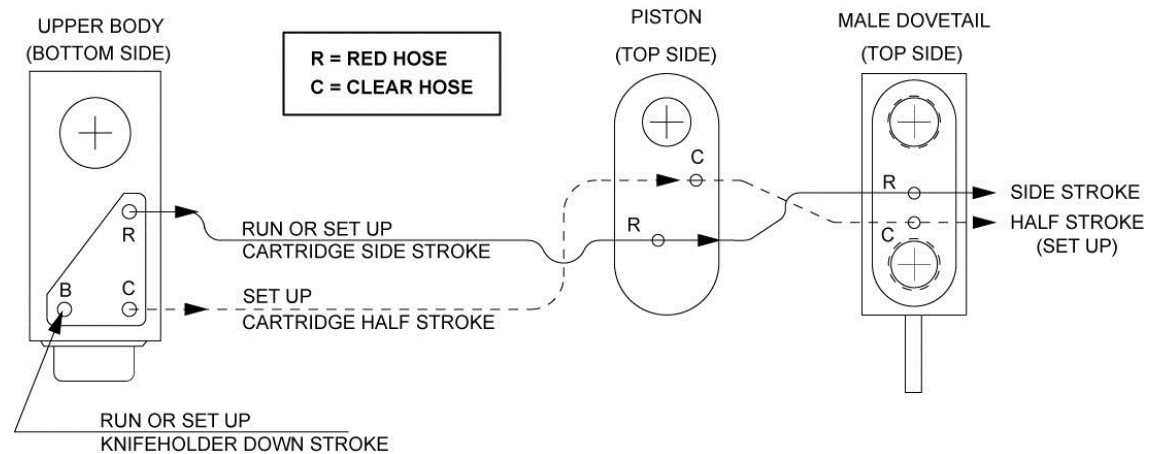 UPPER BODY
(BOTTOM SIDE)
R = RED HOSE
C = CLEAR HOSE
PISTON
(TOP SIDE)
MALE DOVETAIL
(TOP SIDE)
R
B
C
RUN OR SET UP
CARTRIDGE SIDE STROKE
SET UP
CARTRIDGE HALF STROKE
RUN OR SET UP
KNIFEHOLDER DOWN STROKE
C
R
R
C
SIDE STROKE
HALF STROKE
(SET UP)